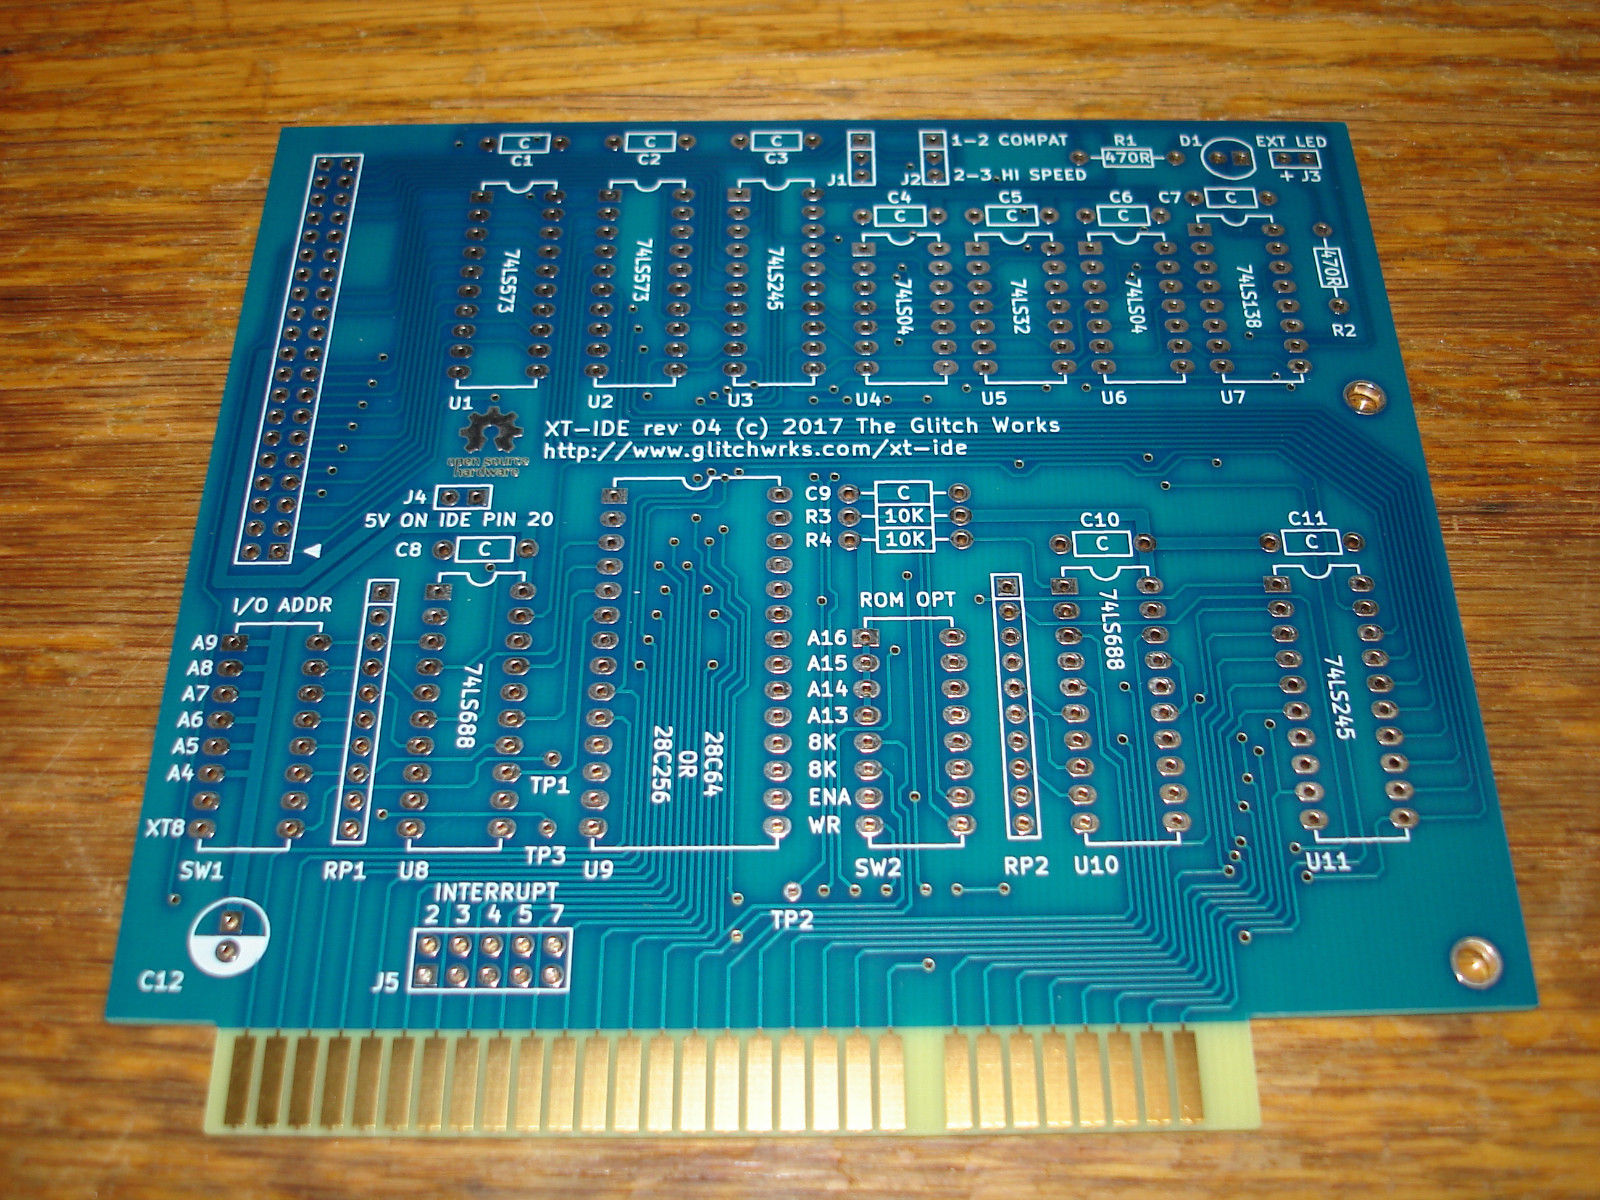 C
C1
C
C2
C
C3
J1
J2
1-2 COMPAT
2-3 HI SPEED
R1
470R
D1
EXT LED
+ J3
C4
C
C5
C
C6
C
C7
C
74LS573
74LS573
74LS245
74LS04
74LS32
74LS04
74LS138
470R
R2
U1
U2
U3
U4
U5
U6
U7
open source
hardware
XT-IDE rev 04 (c) 2017 The Glitch Works
http://www.glitchwrks.com/xt-ide
J4
5V ON IDE PIN 20
C8
C
C9
C
R3
10K
R4
10K
C10
C
C11
C
I/O ADDR
A9
A8
A7
A6
A5
A4
XT8
SW1
RP1
74LS688
U8
TP1
TP3
28C64
OR
28C256
U9
ROM OPT
A16
A15
A14
A13
8K
8K
ENA
WR
SW2
RP2
74LS688
U10
74LS245
U11
TP2
INTERRUPT
2 3 4 5 7
J5
C12